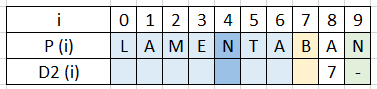 i 0 1 2 3 4 5 6 7 8 9
P (i) L A M E N T A B A N
D2 (i) 7 -